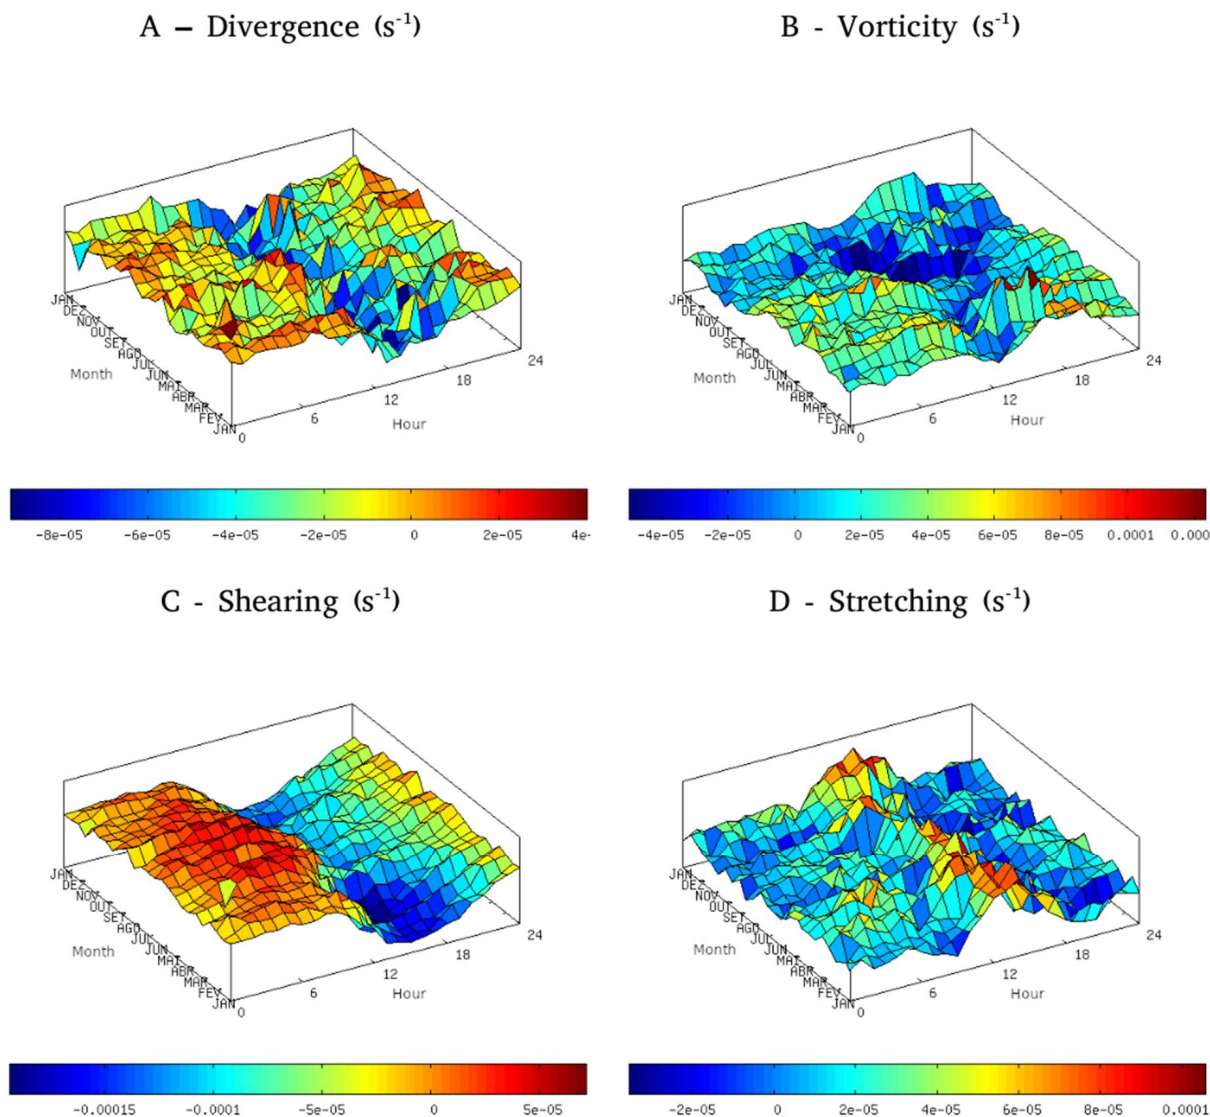 A – Divergence (s-1)
B - Vorticity (s-1)
JAN
DEZ
NOV
OUT
SET
AGO
JUL
JUN
MAI
ABR
MAR
FEV
JAN
Month
0
6
12
18
24
Hour
JAN
DEZ
NOV
OUT
SET
AGO
JUL
JUN
MAI
ABR
MAR
FEV
JAN
Month
0
6
12
18
24
Hour
-8e-05 -6e-05 -4e-05 -2e-05 0 2e-05 4e-
-4e-05 -2e-05 0 2e-05 4e-05 6e-05 8e-05 0.0001 0.000
C - Shearing (s-1)
D - Stretching (s-1)
JAN
DEZ
NOV
OUT
SET
AGO
JUL
JUN
MAI
ABR
MAR
FEV
JAN
Month
0
6
12
18
24
Hour
JAN
DEZ
NOV
OUT
SET
AGO
JUL
JUN
MAI
ABR
MAR
FEV
JAN
Month
0
6
12
18
24
Hour
-0.00015 -0.0001 -5e-05 0 5e-05
-2e-05 0 2e-05 4e-05 6e-05 8e-05 0.0001